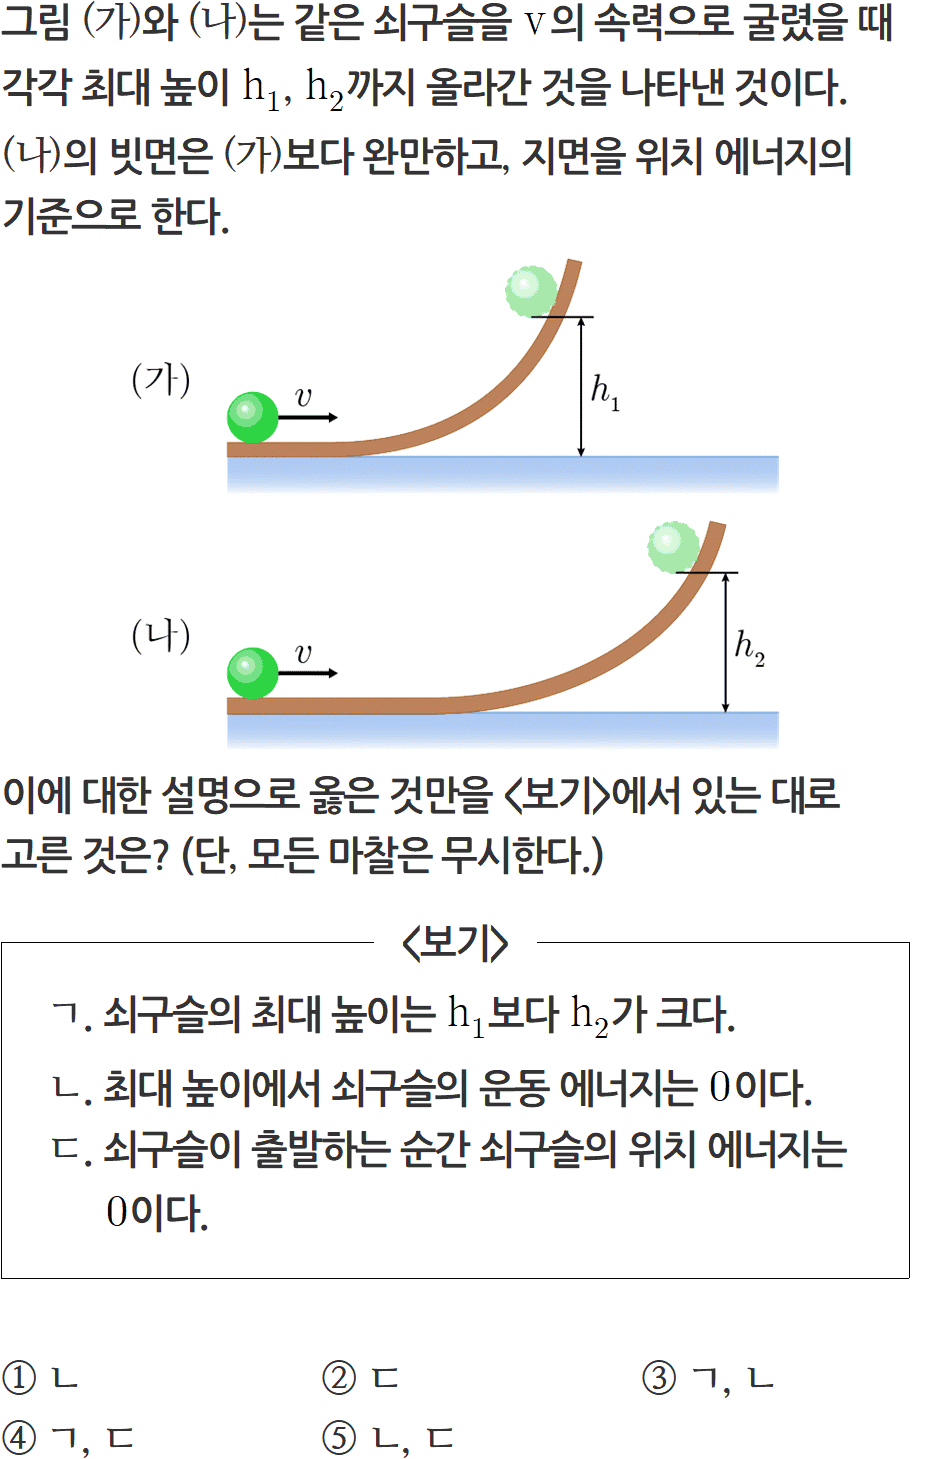 그림 (가)와 (나)는 같은 쇠구슬을 v의 속력으로 굴렸을 때
각각 최대 높이 h₁, h₂까지 올라간 것을 나타낸 것이다.
(나)의 빗면은 (가)보다 완만하고, 지면을 위치 에너지의
기준으로 한다.
(가)
v
h₁
(나)
v
h₂
이에 대한 설명으로 옳은 것만을 <보기>에서 있는 대로
고른 것은? (단, 모든 마찰은 무시한다.)
<보기>
ㄱ. 쇠구슬의 최대 높이는 h₁보다 h₂가 크다.
ㄴ. 최대 높이에서 쇠구슬의 운동 에너지는 0이다.
ㄷ. 쇠구슬이 출발하는 순간 쇠구슬의 위치 에너지는
0이다.
① ㄴ ② ㄷ ③ ㄱ, ㄴ
④ ㄱ, ㄷ ⑤ ㄴ, ㄷ